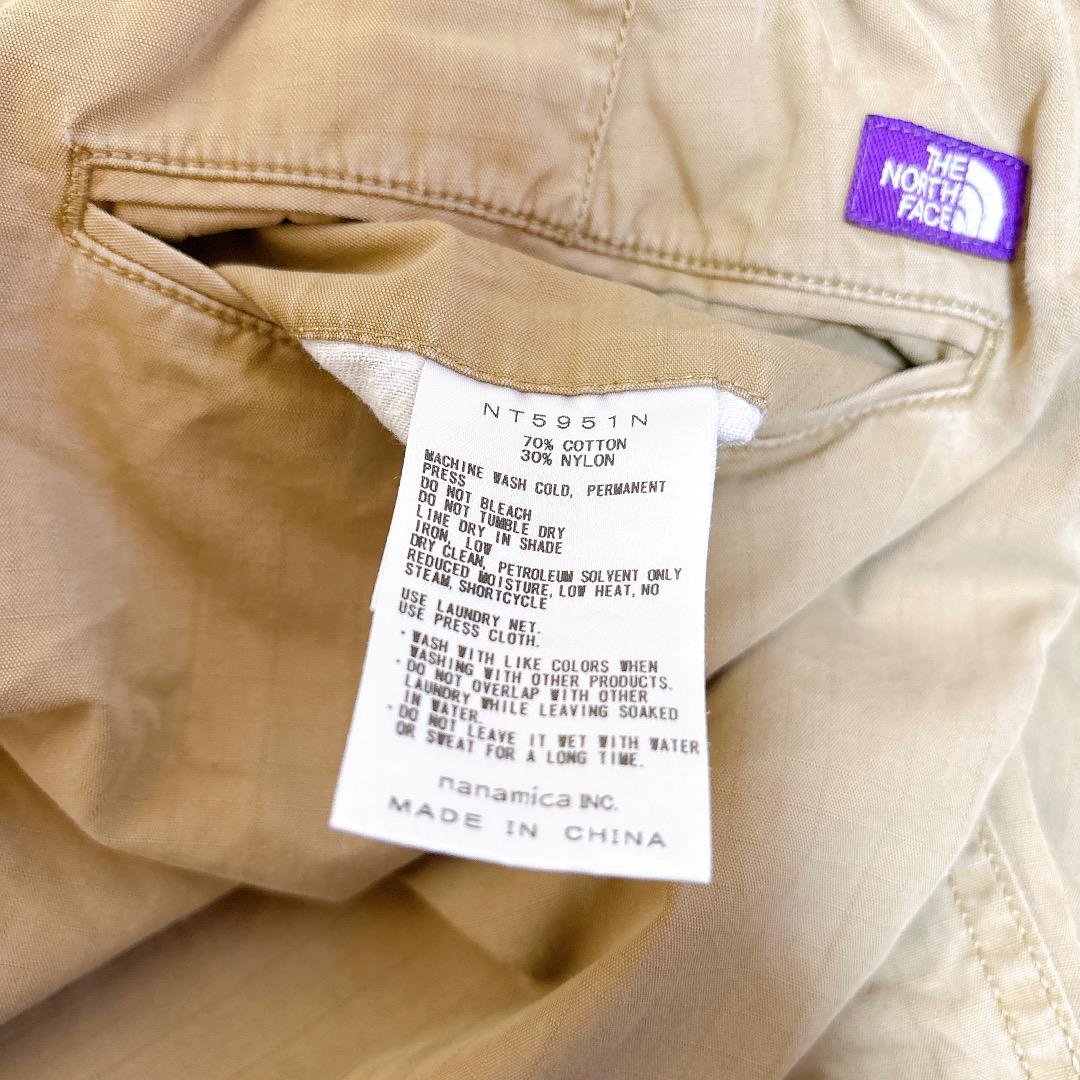 THE
NORTH
FACE
NT5951N
70% COTTON
30% NYLON
MACHINE WASH COLD, PERMANENT
PRESS
DO NOT BLEACH
DO NOT TUMBLE DRY
LINE DRY IN SHADE
IRON, LOW
DRY CLEAN, PETROLEUM SOLVENT ONLY
REDUCED MOISTURE, LOW HEAT, NO
STEAM, SHORTCYCLE
USE LAUNDRY NET.
USE PRESS CLOTH.
・WASH WITH LIKE COLORS WHEN
WASHING WITH OTHER PRODUCTS.
・DO NOT OVERLAP WITH OTHER
LAUNDRY WHILE LEAVING SOAKED
IN WATER.
・DO NOT LEAVE IT WET WITH WATER
OR SWEAT FOR A LONG TIME.
nanamica INC.
MADE IN CHINA